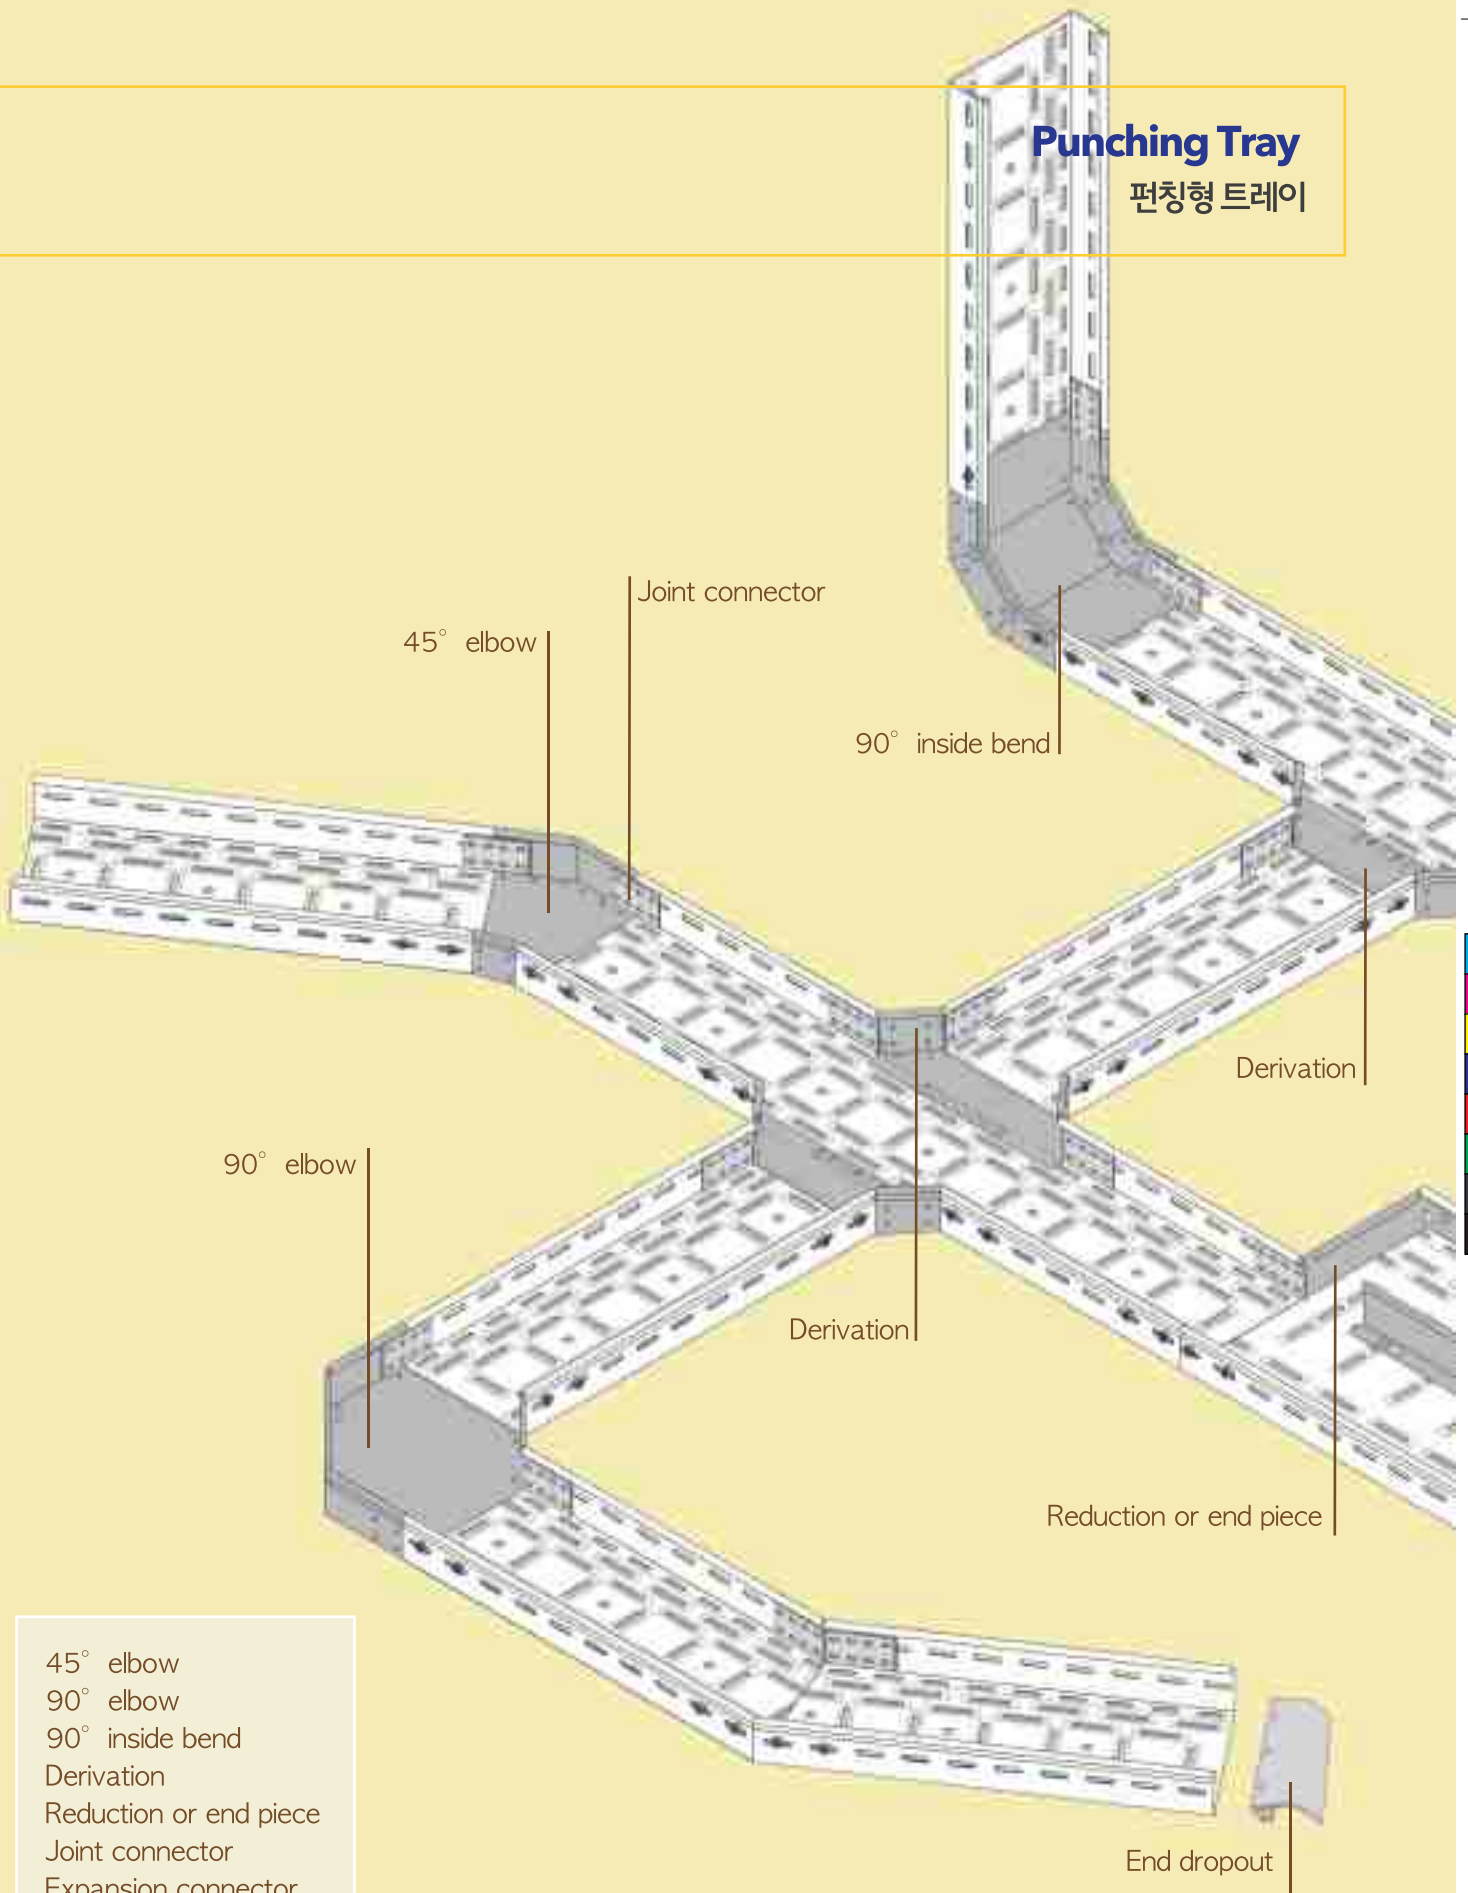 Punching Tray
펀칭형 트레이
Joint connector
45° elbow
90° inside bend
Derivation
90° elbow
Derivation
Reduction or end piece
45° elbow
90° elbow
90° inside bend
Derivation
Reduction or end piece
Joint connector
Expansion connector
End dropout